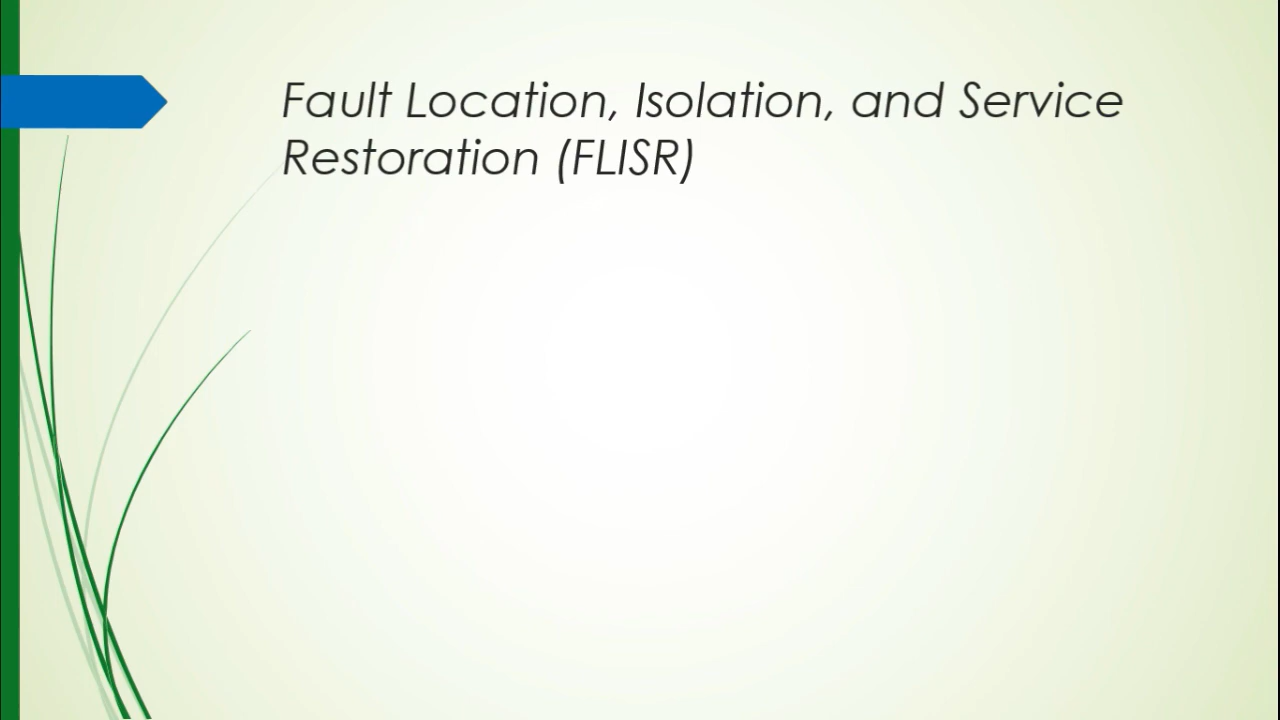 Fault Location, Isolation, and Service
Restoration (FLISR)